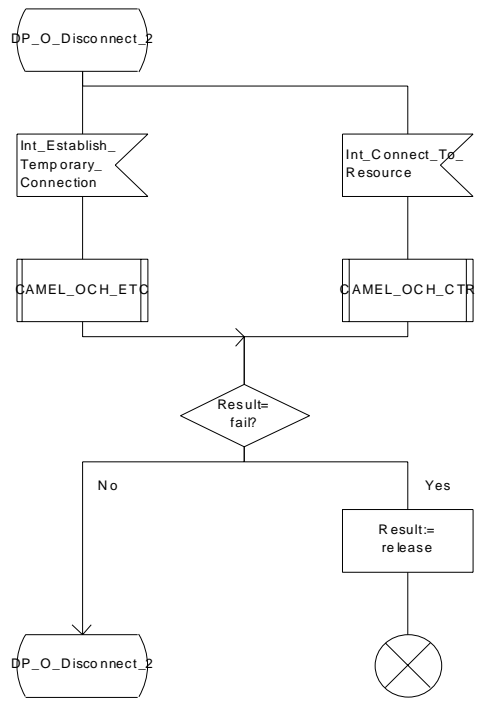 DP_O_Disconnect_2
Int_Establish_
Temporary_
Connection
Int_Connect_To_
Resource
CAMEL_OCH_ETC
CAMEL_OCH_CTR
Result=
fail?
No
Yes
Result:=
release
DP_O_Disconnect_2